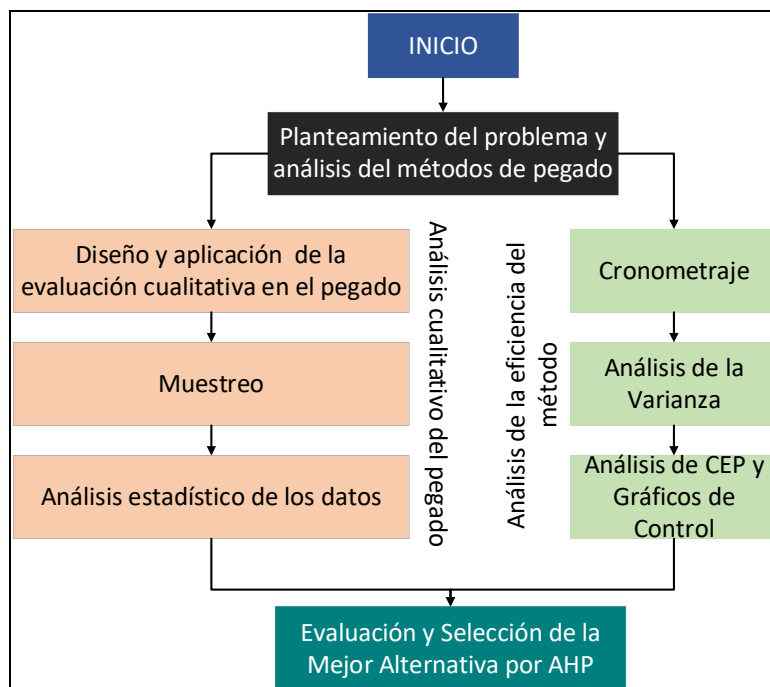 INICIO
Planteamiento del problema y
análisis del métodos de pegado
Diseño y aplicación de la
evaluación cualitativa en el pegado
Muestreo
Análisis estadístico de los datos
Análisis cualitativo del pegado
Análisis de la eficiencia del
método
Cronometraje
Análisis de la
Varianza
Análisis de CEP y
Gráficos de
Control
Evaluación y Selección de la
Mejor Alternativa por AHP